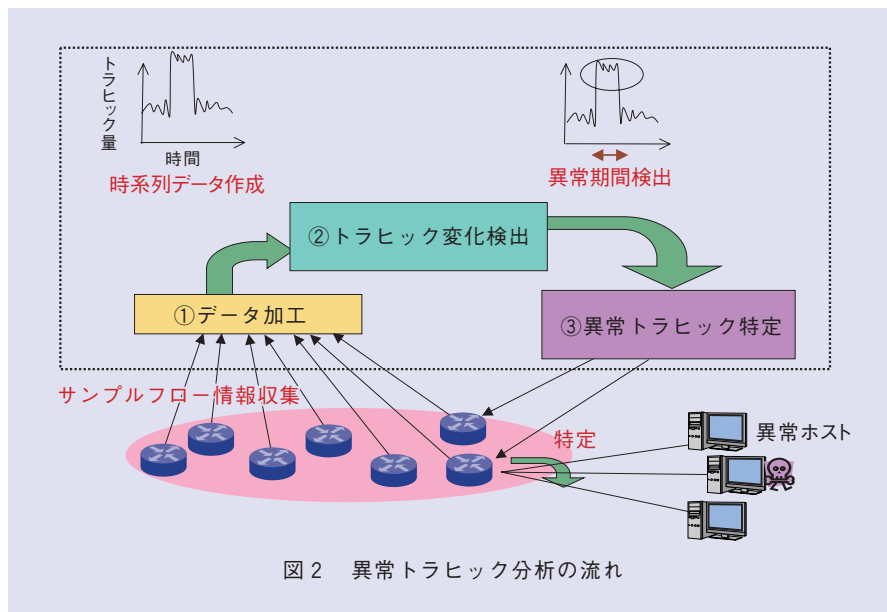 トラヒック量
時間
時系列データ作成
異常期間検出
②トラヒック変化検出
①データ加工
③異常トラヒック特定
サンプルフロー情報収集
特定
異常ホスト
図2 異常トラヒック分析の流れ